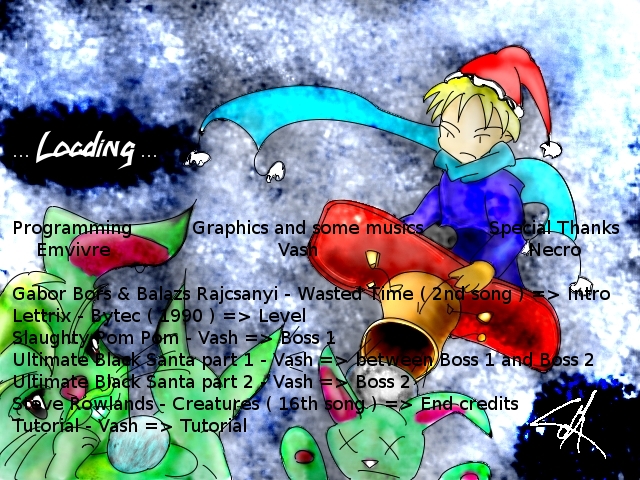 ... Loading ...
Programming Graphics and some musics Special Thanks
Emvivre Vash Necro
Gabor Bors & Balazs Rajcsanyi - Wasted Time ( 2nd song ) => Intro
Lettrix - Bytec ( 1990 ) => Level
Slaughty Pom Pom - Vash => Boss 1
Ultimate Black Santa part 1 - Vash => between Boss 1 and Boss 2
Ultimate Black Santa part 2 - Vash => Boss 2
Steve Rowlands - Creatures ( 16th song ) => End credits
Tutorial - Vash => Tutorial